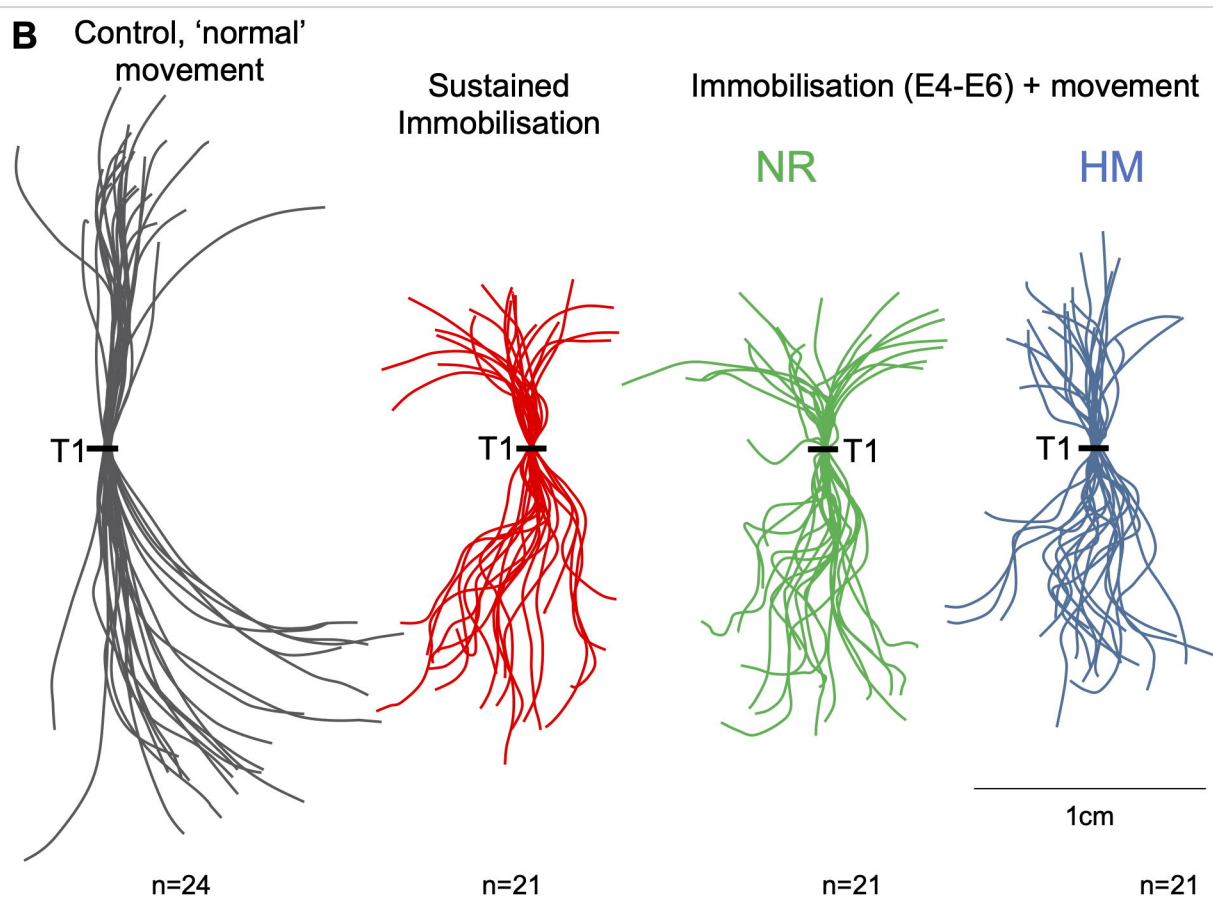 B
Control, ‘normal’
movement
Sustained
Immobilisation
Immobilisation (E4-E6) + movement
NR
HM
T1
T1
T1
T1
1cm
n=24
n=21
n=21
n=21